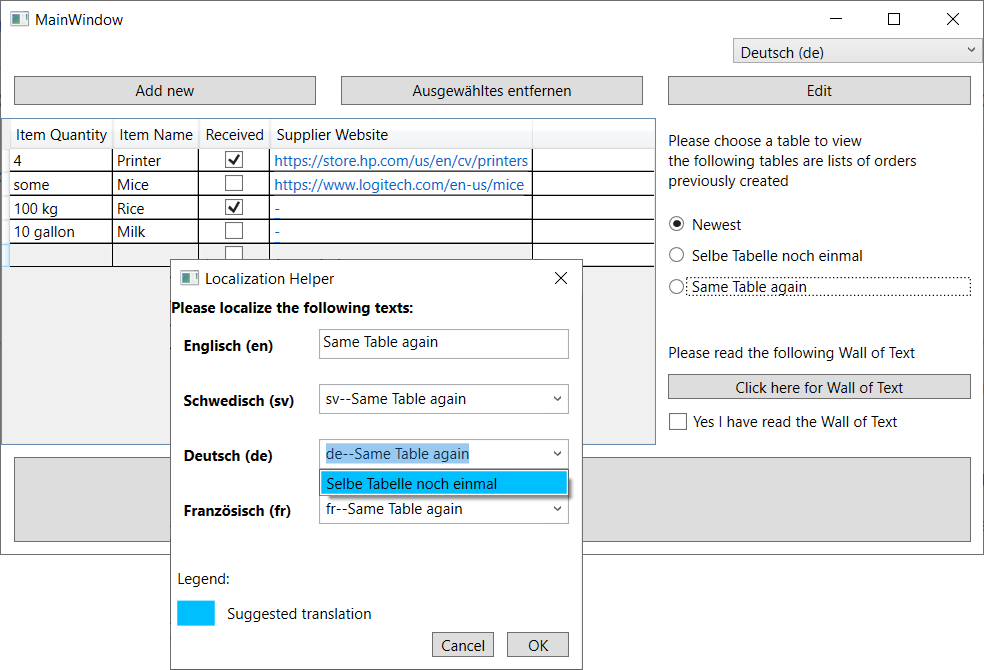 MainWindow
Deutsch (de)
Add new
Ausgewähltes entfernen
Edit
Item Quantity Item Name Received Supplier Website
4 Printer https://store.hp.com/us/en/cv/printers
some Mice https://www.logitech.com/en-us/mice
100 kg Rice -
10 gallon Milk -
Please choose a table to view
the following tables are lists of orders
previously created
Newest
Selbe Tabelle noch einmal
Same Table again
Please read the following Wall of Text
Click here for Wall of Text
Yes I have read the Wall of Text
Localization Helper
Please localize the following texts:
Englisch (en) Same Table again
Schwedisch (sv) sv--Same Table again
Deutsch (de) de--Same Table again
Selbe Tabelle noch einmal
Französisch (fr) fr--Same Table again
Legend:
Suggested translation
Cancel OK